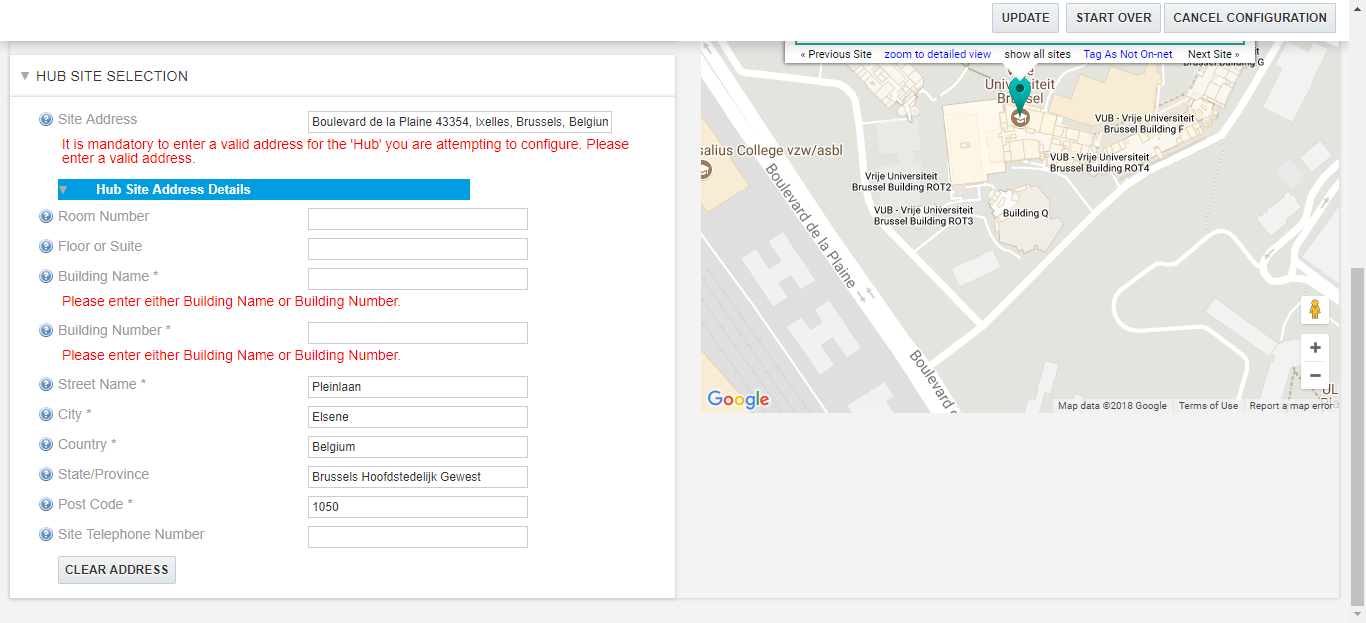 UPDATE
START OVER
CANCEL CONFIGURATION
HUB SITE SELECTION
Site Address
Boulevard de la Plaine 43354, Ixelles, Brussels, Belgium
It is mandatory to enter a valid address for the 'Hub' you are attempting to configure. Please
enter a valid address.
Hub Site Address Details
Room Number
Floor or Suite
Building Name *
Please enter either Building Name or Building Number.
Building Number *
Please enter either Building Name or Building Number.
Street Name *
Pleinlaan
City *
Elsene
Country *
Belgium
State/Province
Brussels Hoofdstedelijk Gewest
Post Code *
1050
Site Telephone Number
CLEAR ADDRESS
« Previous Site
zoom to detailed view
show all sites
Tag As Not On-net
Next Site »
Brussel Building G
Vrije
Universiteit
Brussel
VUB - Vrije Universiteit
Brussel Building F
salius College vzw/asbl
VUB - Vrije Universiteit
Brussel Building ROT4
Vrije Universiteit
Brussel Building ROT2
VUB - Vrije Universiteit
Brussel Building ROT3
Building Q
Boulevard de la Plaine
Boulevard d
+
−
UL
Google
Map data ©2018 Google
Terms of Use
Report a map error